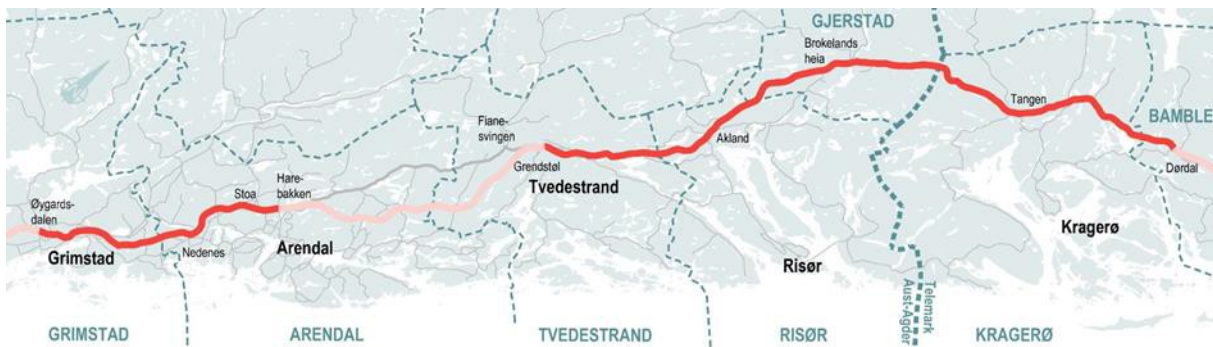 GJERSTAD
Brokelands
heia
Tangen
BAMBLE
Fiane-
svingen
Akland
Grendstøl
Dørdal
Tvedestrand
Hare-
bakken
Stoa
Øygards-
dalen
Kragerø
Arendal
Nedenes
Grimstad
Risør
Telemark
Aust-Agder
GRIMSTAD
ARENDAL
TVEDESTRAND
RISØR
KRAGERØ